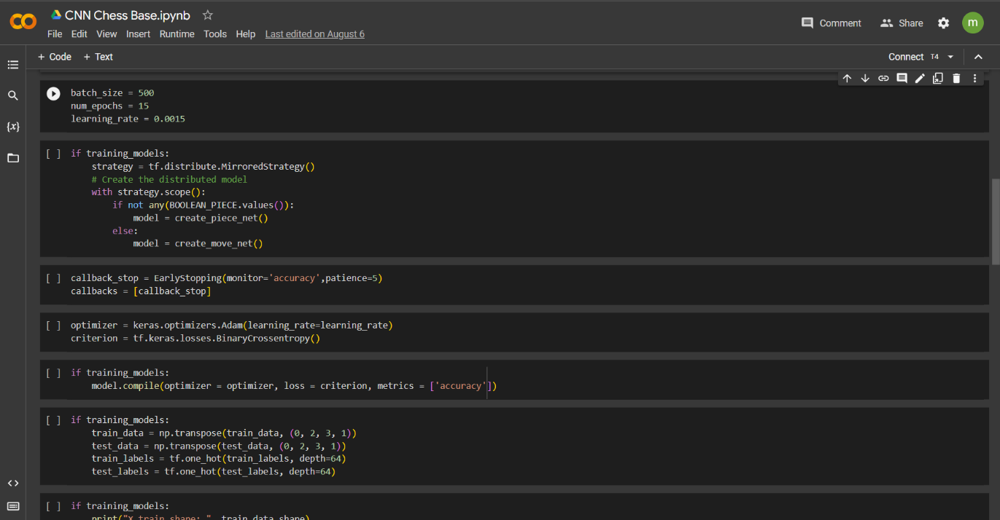 CNN Chess Base.ipynb
File Edit View Insert Runtime Tools Help Last edited on August 6
Comment Share m
+ Code + Text
Connect T4
batch_size = 500
num_epochs = 15
learning_rate = 0.0015
[ ] if training_models:
strategy = tf.distribute.MirroredStrategy()
# Create the distributed model
with strategy.scope():
if not any(BOOLEAN_PIECE.values()):
model = create_piece_net()
else:
model = create_move_net()
[ ] callback_stop = EarlyStopping(monitor='accuracy',patience=5)
callbacks = [callback_stop]
[ ] optimizer = keras.optimizers.Adam(learning_rate=learning_rate)
criterion = tf.keras.losses.BinaryCrossentropy()
[ ] if training_models:
model.compile(optimizer = optimizer, loss = criterion, metrics = ['accuracy'])
[ ] if training_models:
train_data = np.transpose(train_data, (0, 2, 3, 1))
test_data = np.transpose(test_data, (0, 2, 3, 1))
train_labels = tf.one_hot(train_labels, depth=64)
test_labels = tf.one_hot(test_labels, depth=64)
[ ] if training_models:
print("X train shape: ", train_data.shape)